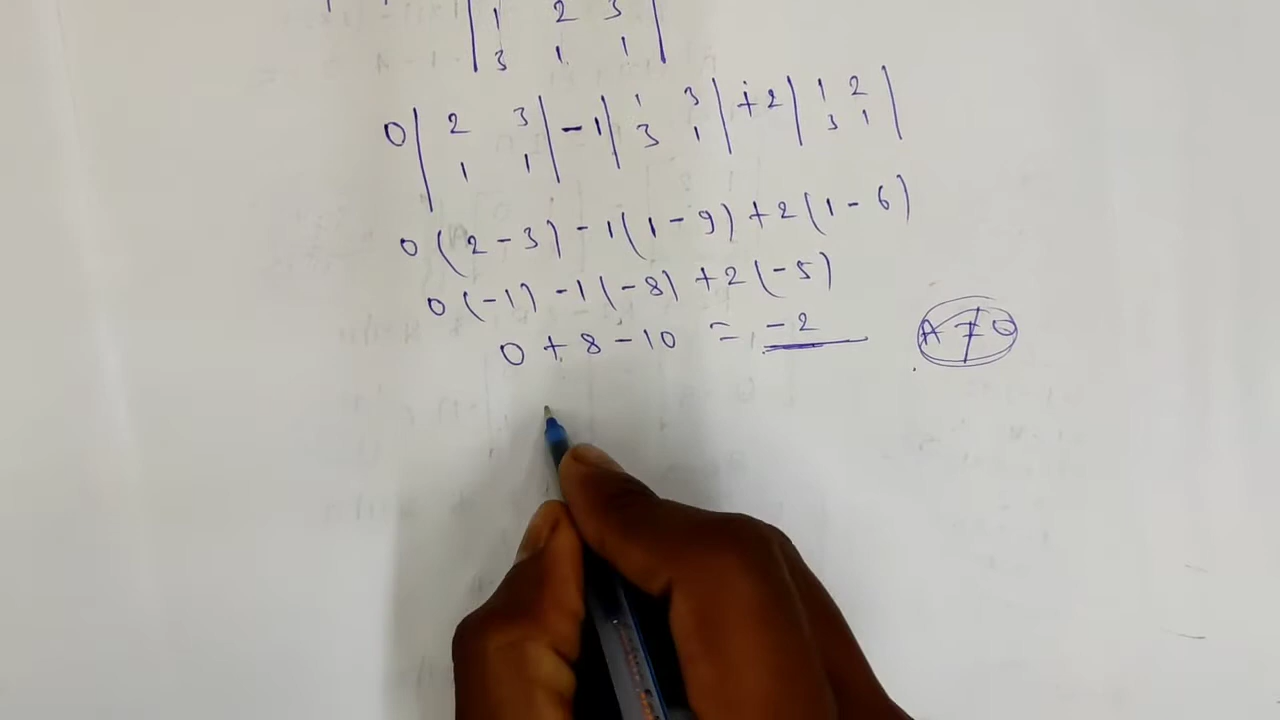 | 1 2 3 |
| 3 1 1 |
0 | 2 3 | - 1 | 1 3 | + 2 | 1 2 |
| 1 1 | | 3 1 | | 3 1 |
0 (2 - 3) - 1 (1 - 9) + 2 (1 - 6)
0 (-1) - 1 (-8) + 2 (-5)
0 + 8 - 10 = -2 A ≠ 0